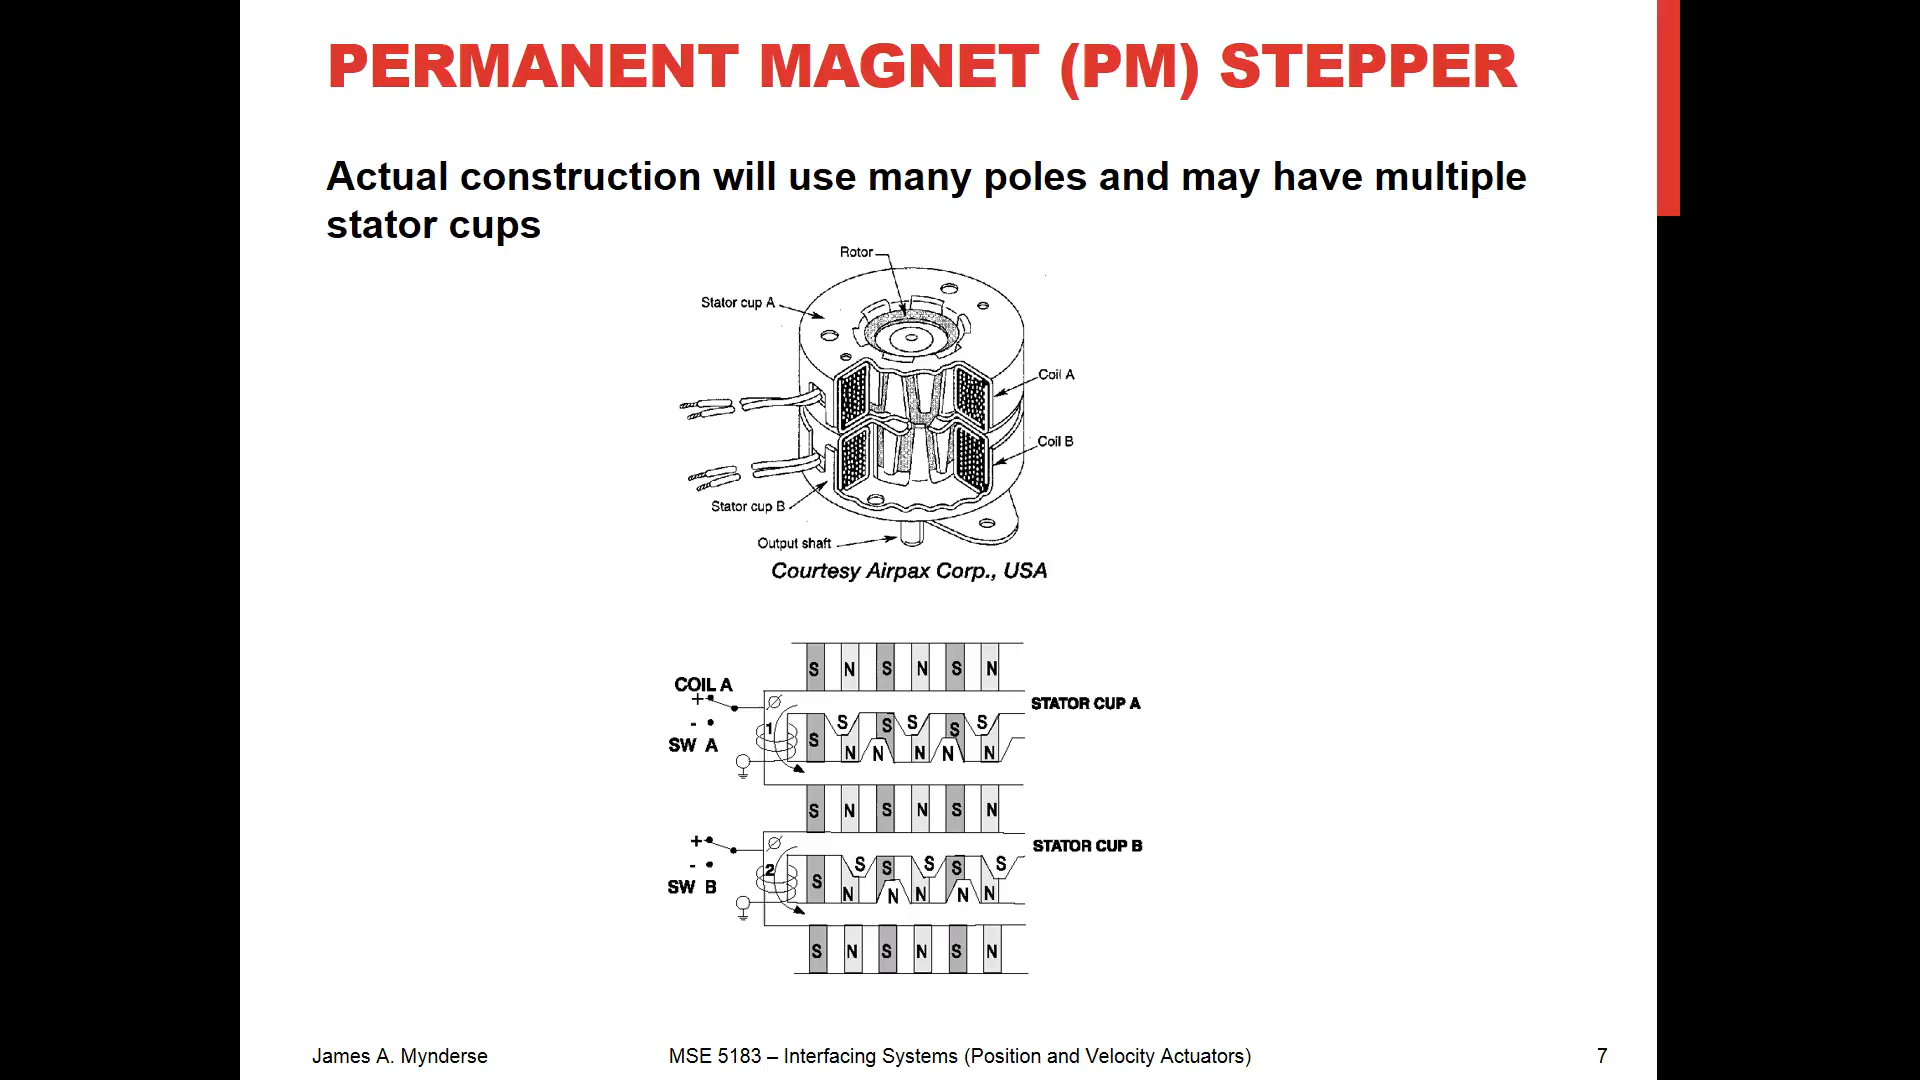 PERMANENT MAGNET (PM) STEPPER
Actual construction will use many poles and may have multiple
stator cups
Rotor
Stator cup A
Coil A
Coil B
Stator cup B
Output shaft
Courtesy Airpax Corp., USA
S N S N S N
COIL A
+
STATOR CUP A
-
1
S S S S S S
SW A
N N N N N
S N S N S N
+
STATOR CUP B
-
2
S S S S S S
SW B
N N N N N
S N S N S N
James A. Mynderse
MSE 5183 – Interfacing Systems (Position and Velocity Actuators)
7